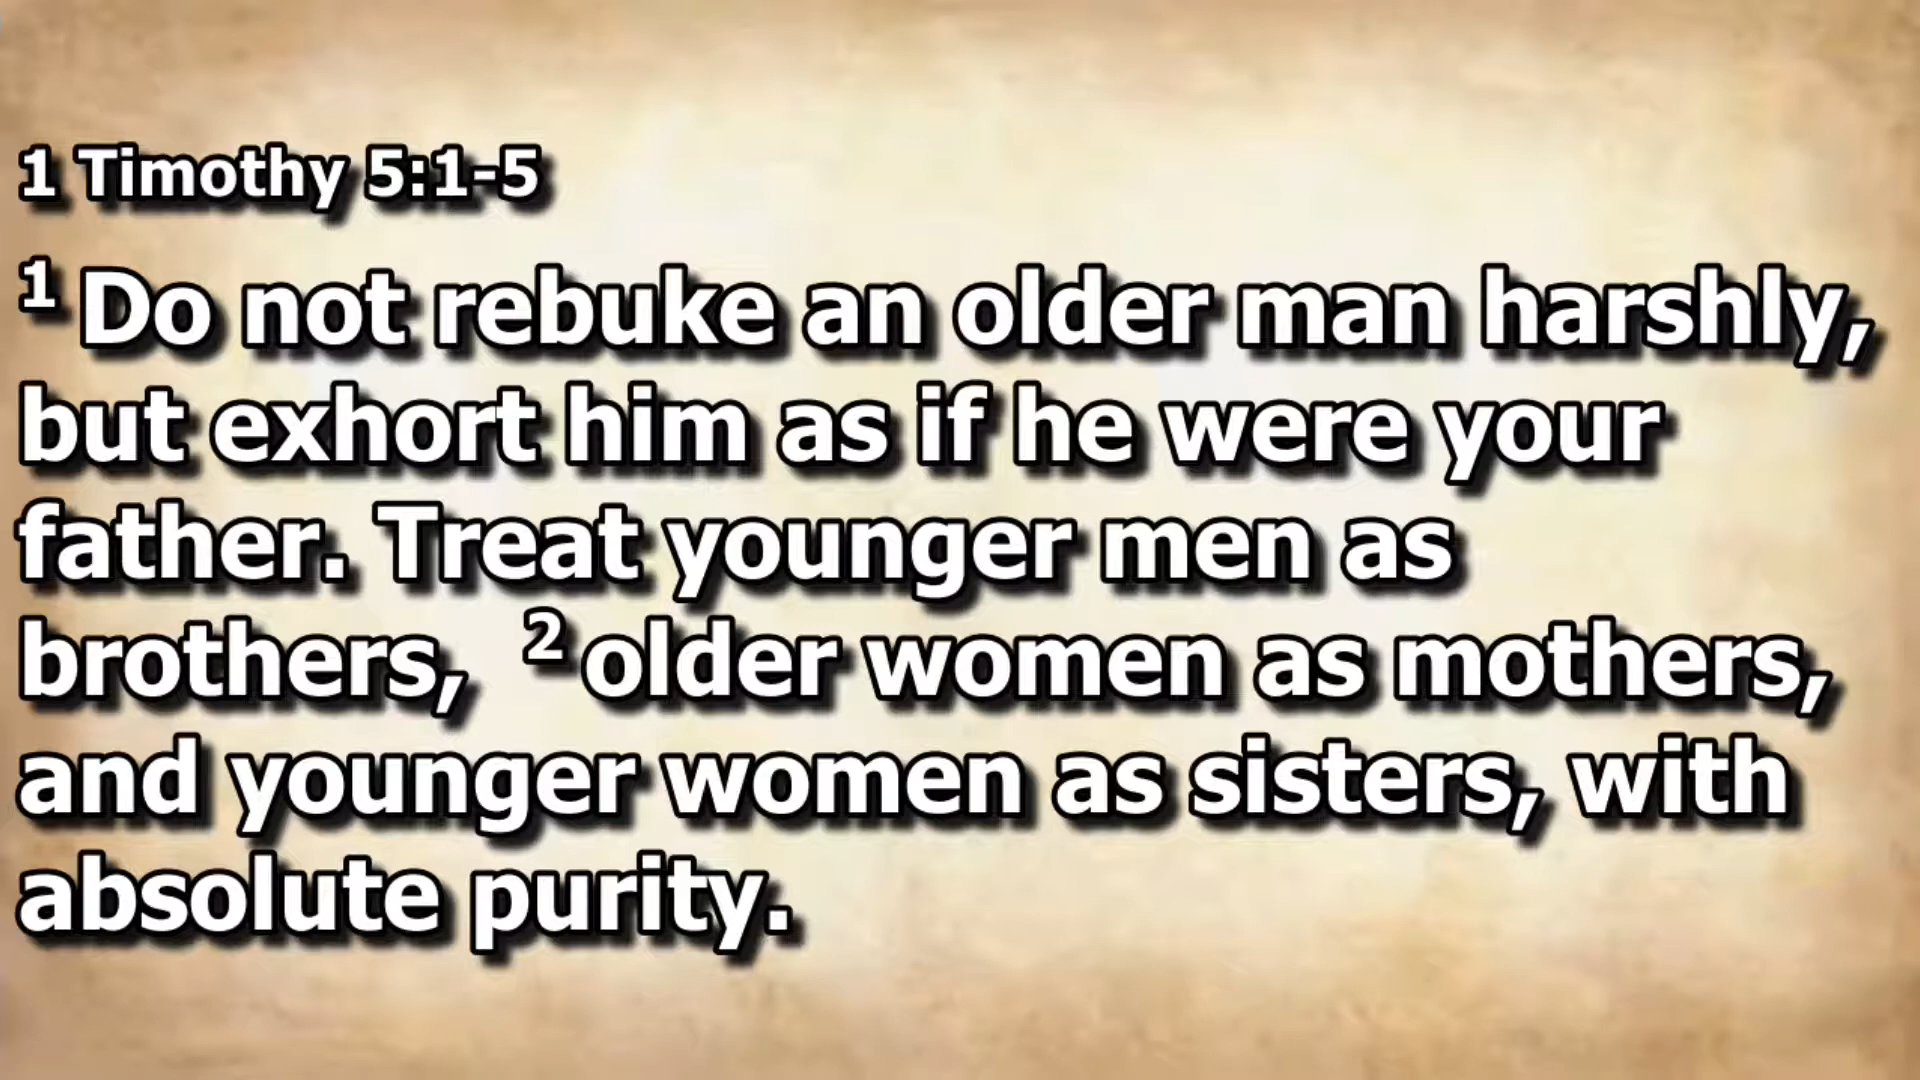 1 Timothy 5:1-5
1 Do not rebuke an older man harshly,
but exhort him as if he were your
father. Treat younger men as
brothers, 2 older women as mothers,
and younger women as sisters, with
absolute purity.